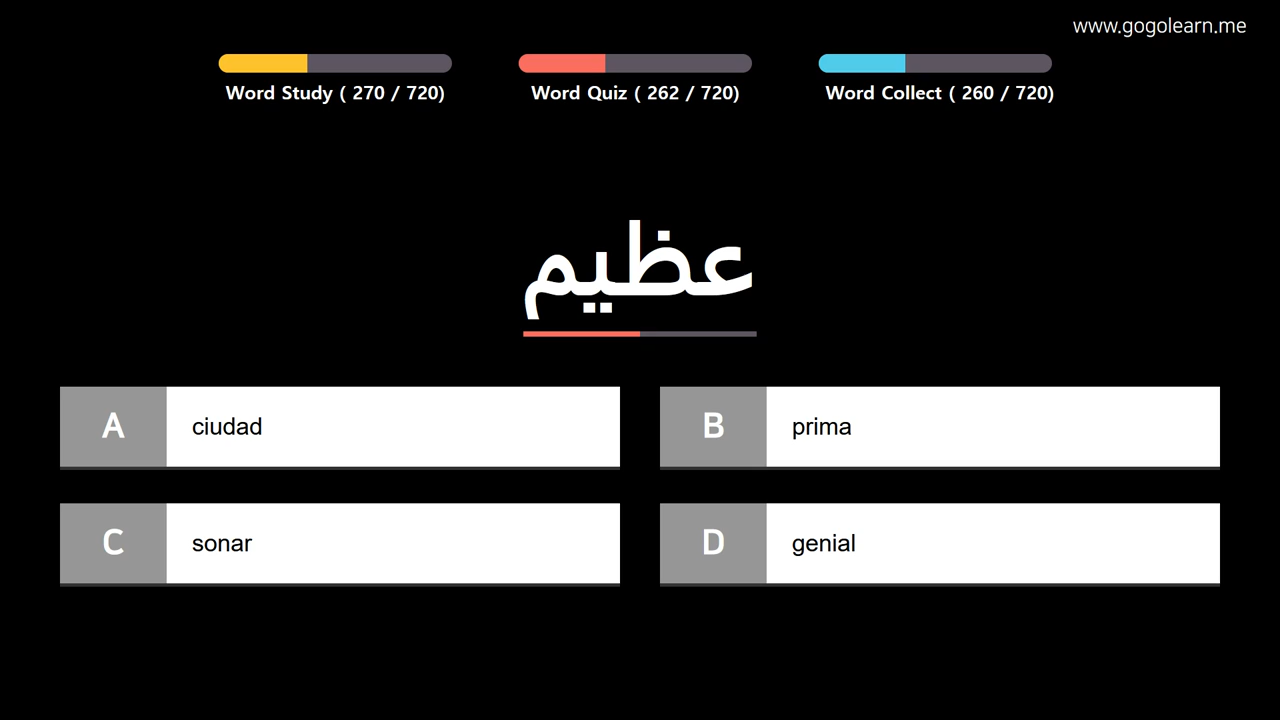 www.gogolearn.me
Word Study ( 270 / 720)
Word Quiz ( 262 / 720)
Word Collect ( 260 / 720)
عظيم
A
ciudad
B
prima
C
sonar
D
genial